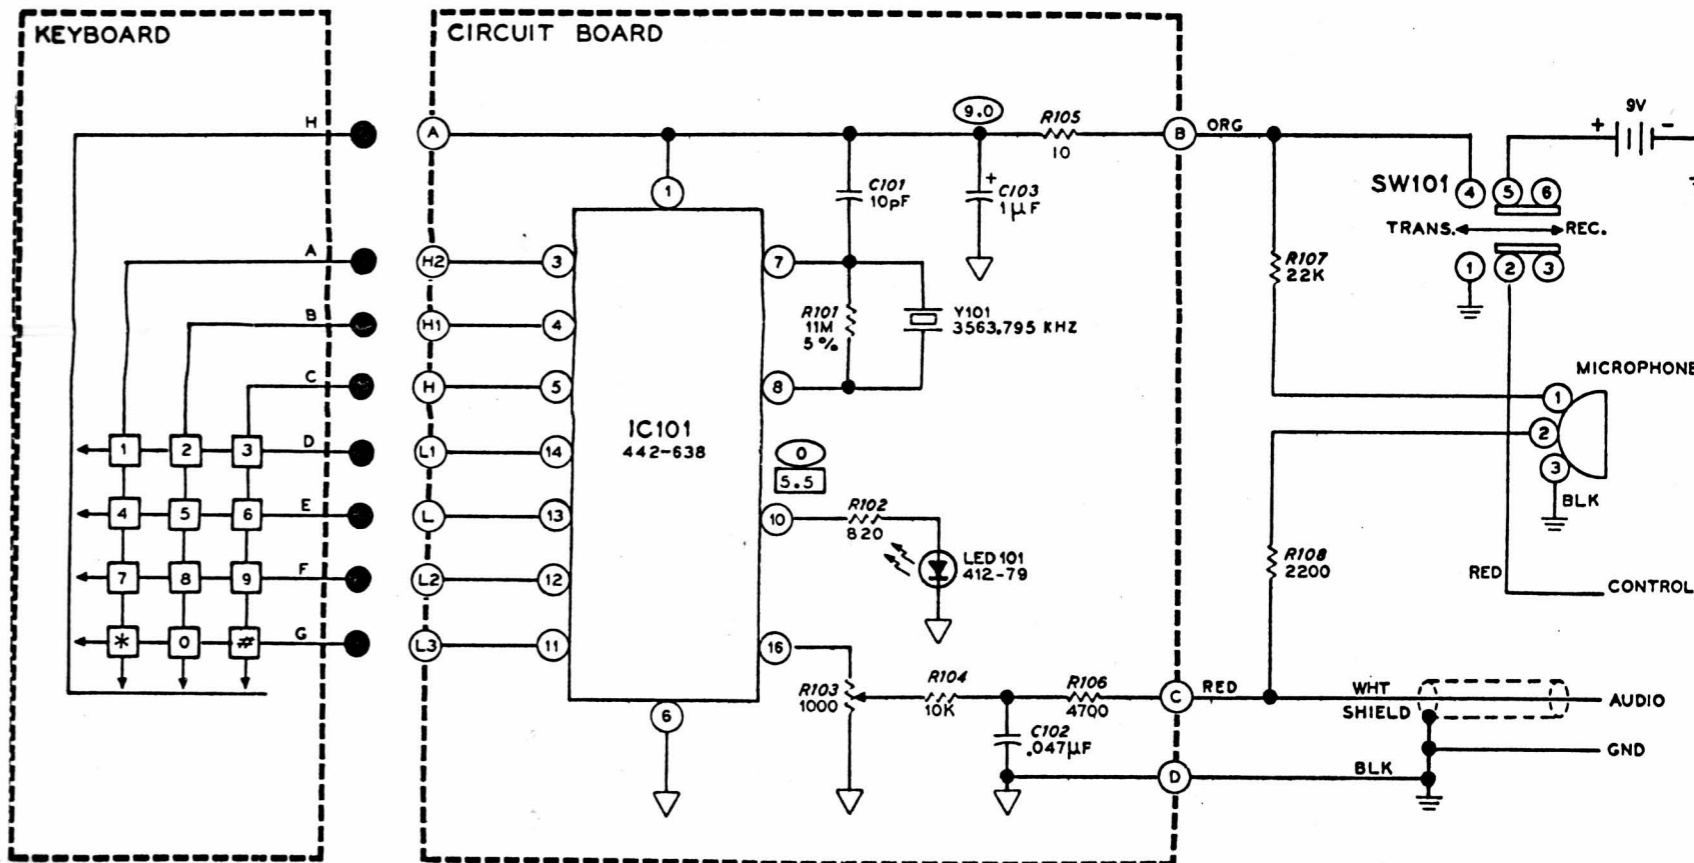 KEYBOARD
CIRCUIT BOARD
H
A
B
C
1 2 3 D
4 5 6 E
7 8 9 F
* 0 # G
A
H2
H1
H
L1
L
L2
L3
1
3
4
5
14
13
12
11
6
7
8
10
16
IC101
442-638
C101
10pF
9.0
+
C103
1µF
R105
10
B ORG
R101
11M
5%
Y101
3563.795 KHZ
0
5.5
R102
820
LED101
412-79
R103
1000
R104
10K
R106
4700
C102
.047µF
C RED
D
9V
+ -
SW101
4 5 6
TRANS. REC.
1 2 3
R107
22K
MICROPHONE
1
2
3
BLK
R108
2200
RED
CONTROL
WHT
SHIELD
AUDIO
GND
BLK